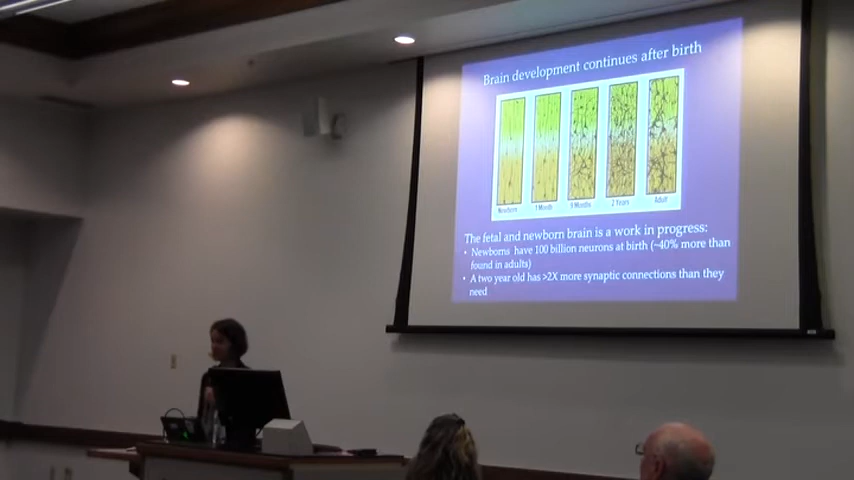 Brain development continues after birth
Newborn
1 Month
9 Months
2 Years
Adult
The fetal and newborn brain is a work in progress:
• Newborns have 100 billion neurons at birth (~40% more than
found in adults)
• A two year old has >2X more synaptic connections than they
need